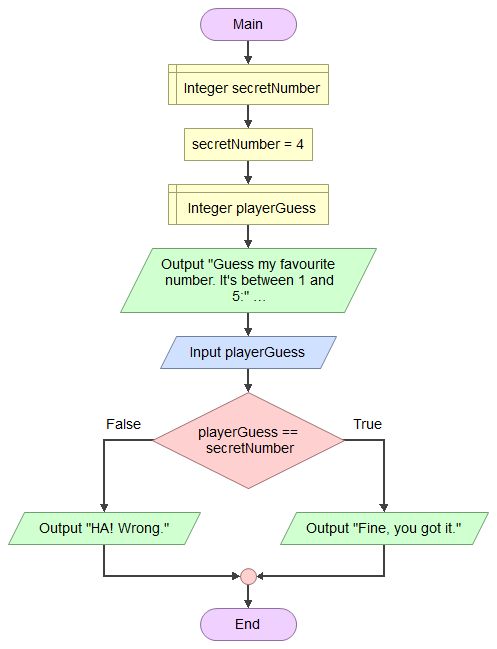 Main
Integer secretNumber
secretNumber = 4
Integer playerGuess
Output "Guess my favourite
number. It's between 1 and
5:" ...
Input playerGuess
False
True
playerGuess ==
secretNumber
Output "HA! Wrong."
Output "Fine, you got it."
End